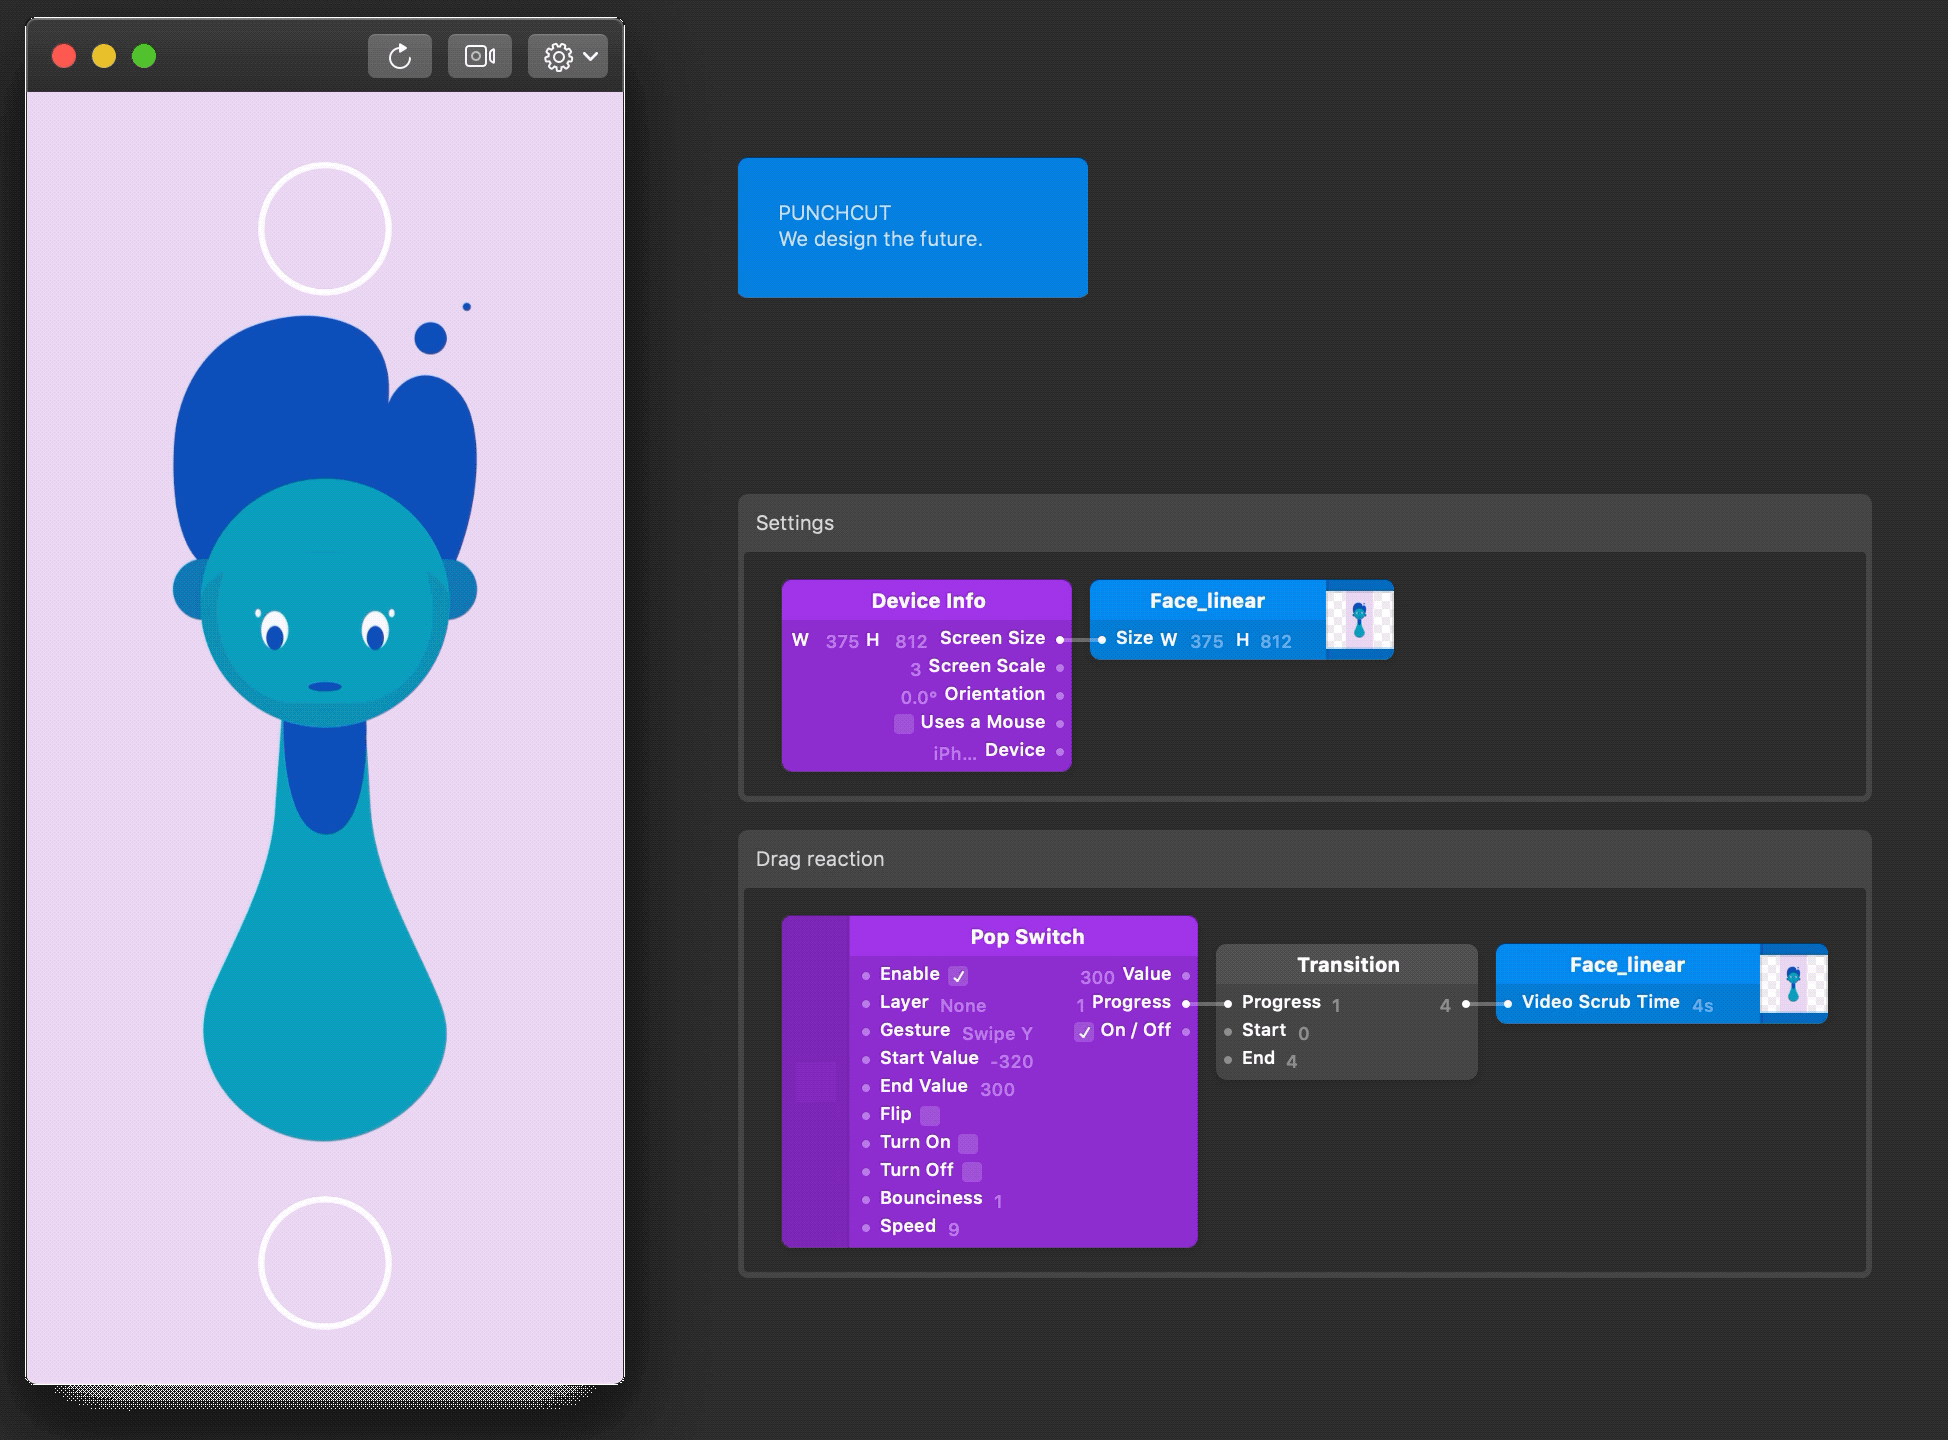 PUNCHCUT
We design the future.
Settings
Device Info
W 375 H 812 Screen Size
3 Screen Scale
0.0° Orientation
Uses a Mouse
iPh... Device
Face_linear
Size W 375 H 812
Drag reaction
Pop Switch
Enable 300 Value
Layer None 1 Progress
Gesture Swipe Y On / Off
Start Value -320
End Value 300
Flip
Turn On
Turn Off
Bounciness 1
Speed 9
Transition
Progress 1 4
Start 0
End 4
Face_linear
Video Scrub Time 4s